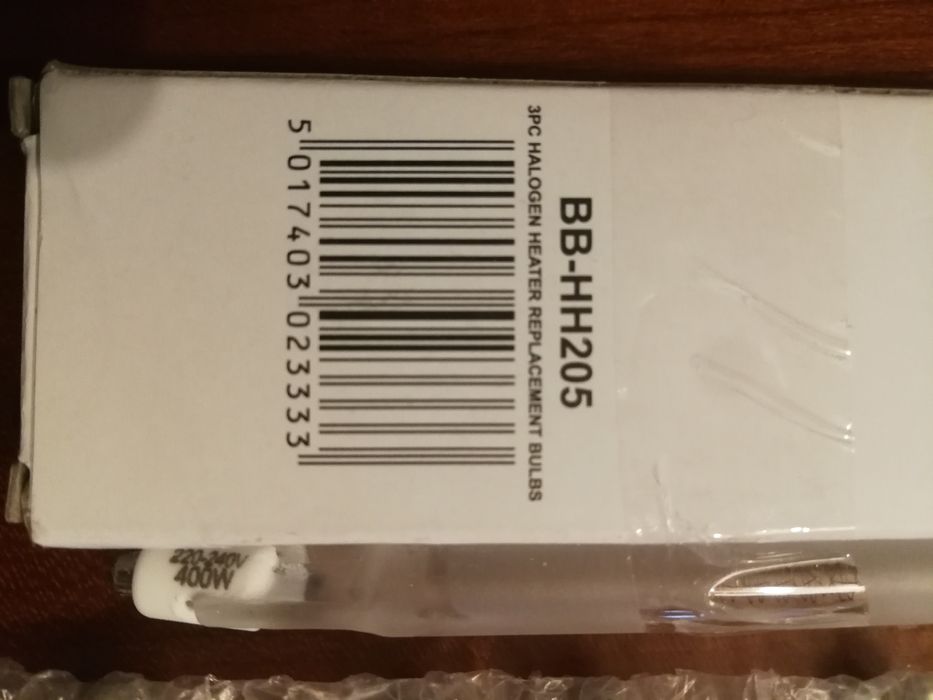 BB-HH205
3PC HALOGEN HEATER REPLACEMENT BULBS
5 017403 023333
220-240V
400W